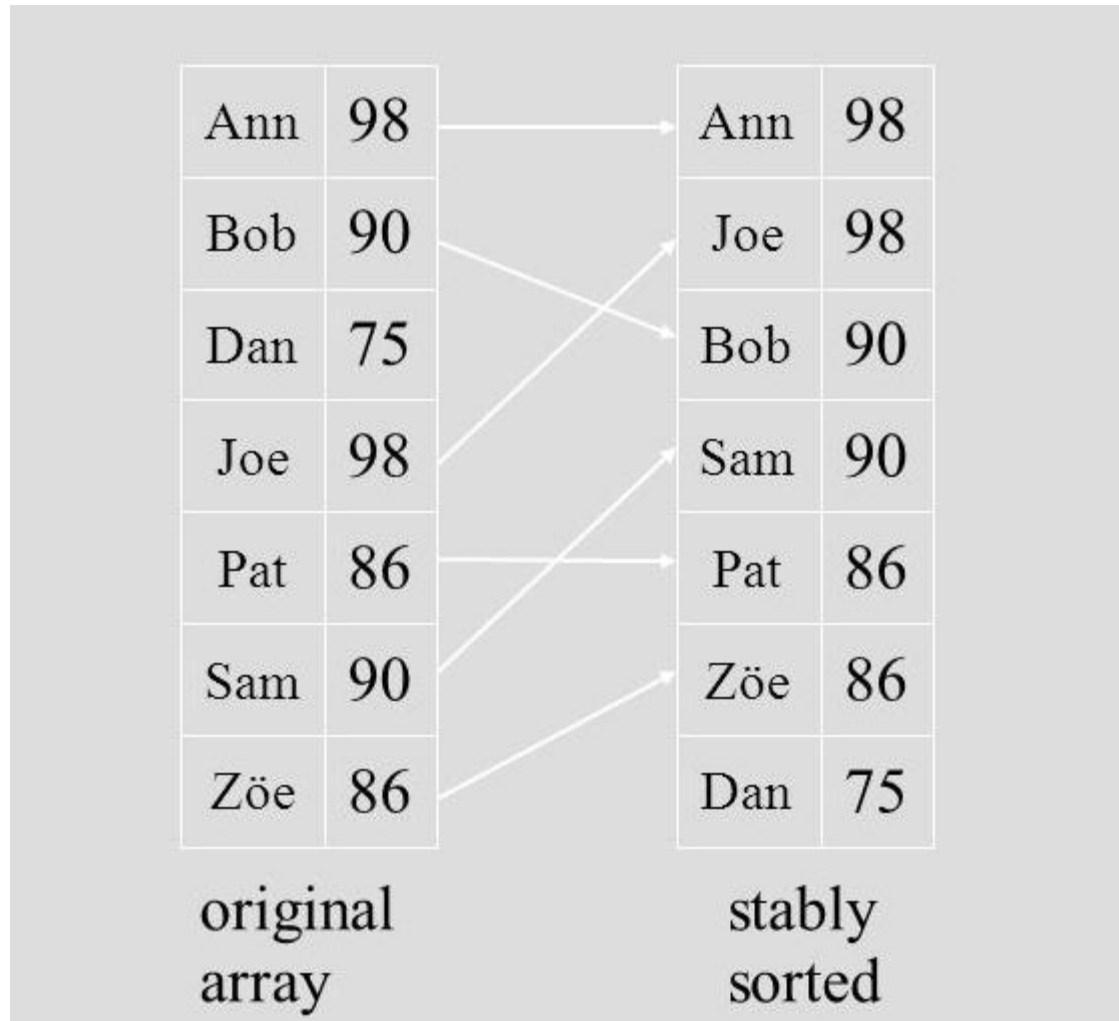 Ann 98 Ann 98
Bob 90 Joe 98
Dan 75 Bob 90
Joe 98 Sam 90
Pat 86 Pat 86
Sam 90 Zöe 86
Zöe 86 Dan 75
original stably
array sorted